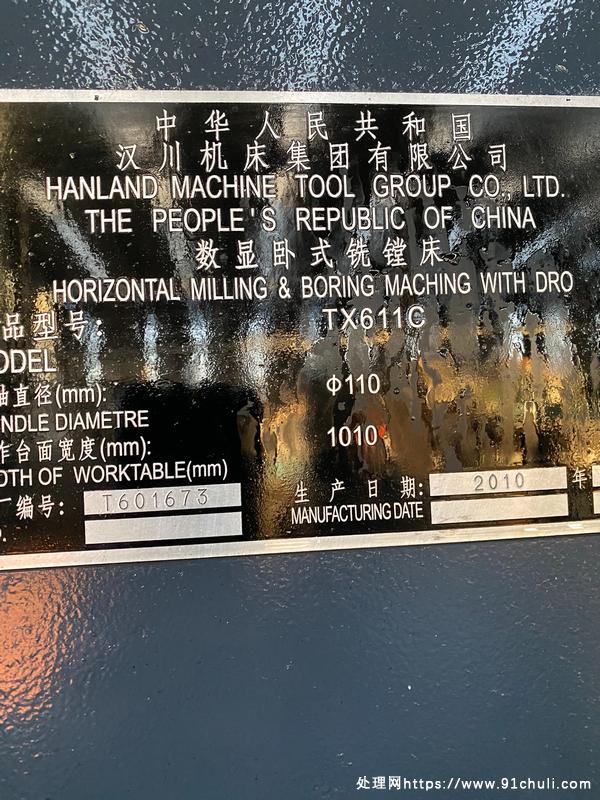 中华人民共和国
汉川机床集团有限公司
HANLAND MACHINE TOOL GROUP CO., LTD.
THE PEOPLE'S REPUBLIC OF CHINA
数显卧式铣镗床
HORIZONTAL MILLING & BORING MACHING WITH DRO
品型号: TX611C
ODEL
轴直径(mm): Φ110
NDLE DIAMETRE
作台面宽度(mm): 1010
DTH OF WORKTABLE(mm)
厂编号: T601673 生产日期: 2010 年
MANUFACTURING DATE
处理网https://www.91chuli.com